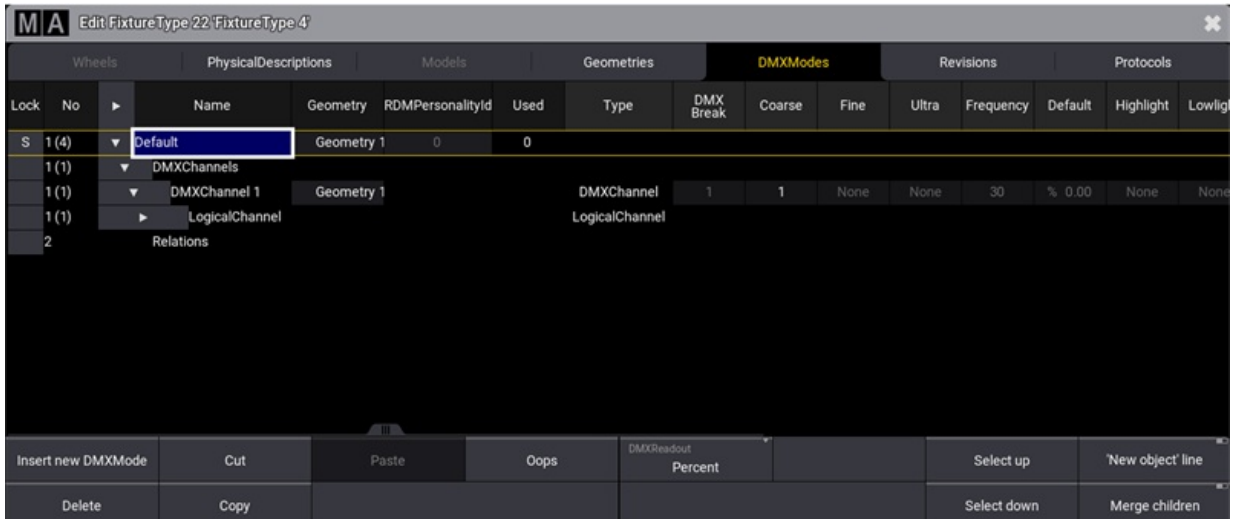 MA Edit FixtureType 22 'FixtureType 4'
Wheels PhysicalDescriptions Models Geometries DMXModes Revisions Protocols
Lock No Name Geometry RDMPersonalityId Used Type DMX Break Coarse Fine Ultra Frequency Default Highlight Lowligh
S 1 (4) Default Geometry 1 0 0
1 (1) DMXChannels
1 (1) DMXChannel 1 Geometry 1 DMXChannel 1 1 None None 30 % 0.00 None None
1 (1) LogicalChannel LogicalChannel
2 Relations
Insert new DMXMode Cut Paste Oops DMXReadout Percent Select up 'New object' line
Delete Copy Select down Merge children